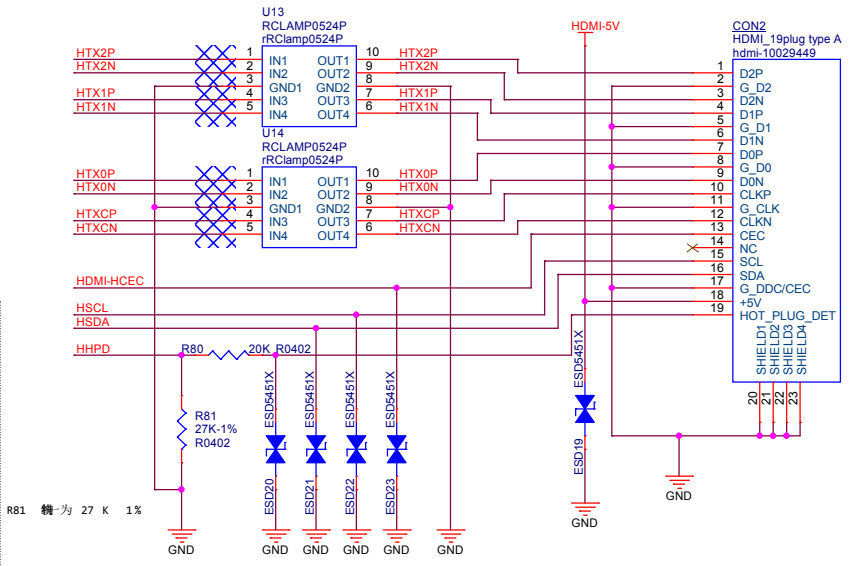 U13
RCLAMP0524P
rRClamp0524P
HTX2P 1 IN1 OUT1 10 HTX2P
HTX2N 2 IN2 OUT2 9 HTX2N
3 GND1 GND2 8
HTX1P 4 IN3 OUT3 7 HTX1P
HTX1N 5 IN4 OUT4 6 HTX1N
U14
RCLAMP0524P
rRClamp0524P
HTX0P 1 IN1 OUT1 10 HTX0P
HTX0N 2 IN2 OUT2 9 HTX0N
3 GND1 GND2 8
HTXCP 4 IN3 OUT3 7 HTXCP
HTXCN 5 IN4 OUT4 6 HTXCN
HDMI-HCEC
HSCL
HSDA
HHPD
R80 20K R0402
R81
27K-1%
R0402
ESD5451X
ESD5451X
ESD5451X
ESD5451X
ESD20
ESD21
ESD22
ESD23
GND
GND
GND
GND
GND
GND
R81 为 27 K 1%
HDMI-5V
ESD5451X
ESD19
GND
CON2
HDMI_19plug type A
hdmi-10029449
1 D2P
2 G_D2
3 D2N
4 D1P
5 G_D1
6 D1N
7 D0P
8 G_D0
9 D0N
10 CLKP
11 G_CLK
12 CLKN
13 CEC
14 NC
15 SCL
16 SDA
17 G_DDC/CEC
18 +5V
19 HOT_PLUG_DET
SHIELD1
SHIELD2
SHIELD3
SHIELD4
20
21
22
23
GND